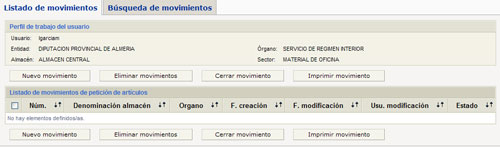 Listado de movimientos Búsqueda de movimientos
Perfil de trabajo del usuario
Usuario: lgarciam
Entidad: DIPUTACION PROVINCIAL DE ALMERIA Órgano: SERVICIO DE REGIMEN INTERIOR
Almacén: ALMACEN CENTRAL Sector: MATERIAL DE OFICINA
Nuevo movimiento Eliminar movimientos Cerrar movimiento Imprimir movimiento
Listado de movimientos de petición de artículos
Núm. Denominación almacén Organo F. creación F. modificación Usu. modificación Estado
No hay elementos definidos/as.
Nuevo movimiento Eliminar movimientos Cerrar movimiento Imprimir movimiento